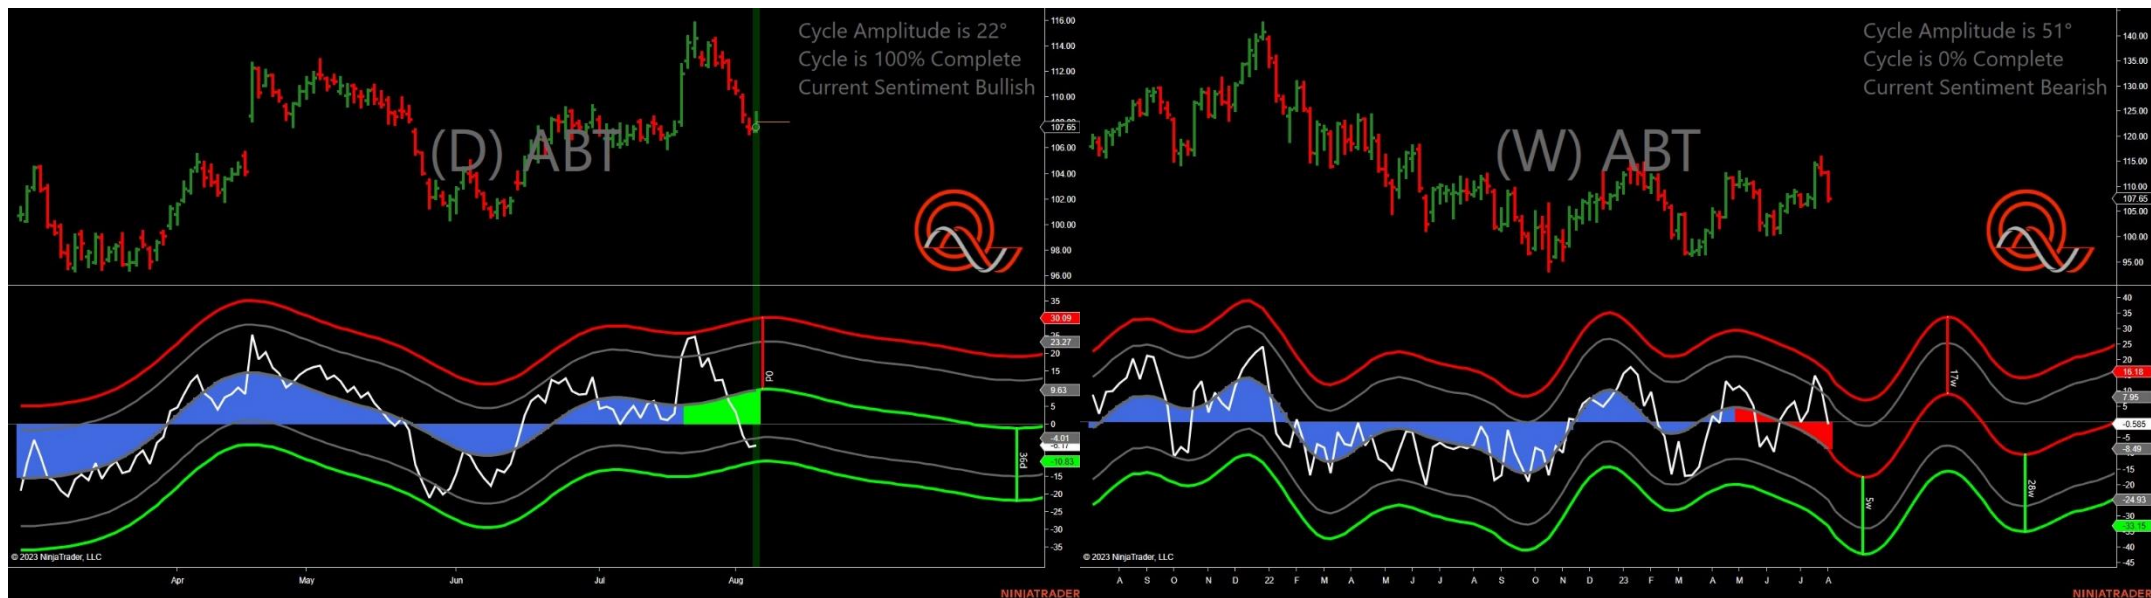 Cycle Amplitude is 22°
Cycle is 100% Complete
Current Sentiment Bullish
(D) ABT
116.00
114.00
112.00
110.00
107.65
106.00
104.00
102.00
100.00
98.00
96.00
35
30.09
25
23.27
20
15
9.63
5
0
-4.01
-10.83
-15
-20
-25
-30
-35
P0
36d
© 2023 NinjaTrader, LLC
Apr
May
Jun
Jul
Aug
NINJATRADER
Cycle Amplitude is 51°
Cycle is 0% Complete
Current Sentiment Bearish
(W) ABT
140.00
135.00
130.00
125.00
120.00
115.00
110.00
107.65
105.00
100.00
95.00
40
35
30
25
20
16.18
10
7.95
5
-0.585
-5
-8.49
-15
-20
-24.93
-30
-33.15
-40
-45
5w
17w
28w
© 2023 NinjaTrader, LLC
A S O N D 22 F M A M J J A S O N D 23 F M A M J J A
NINJATRADER